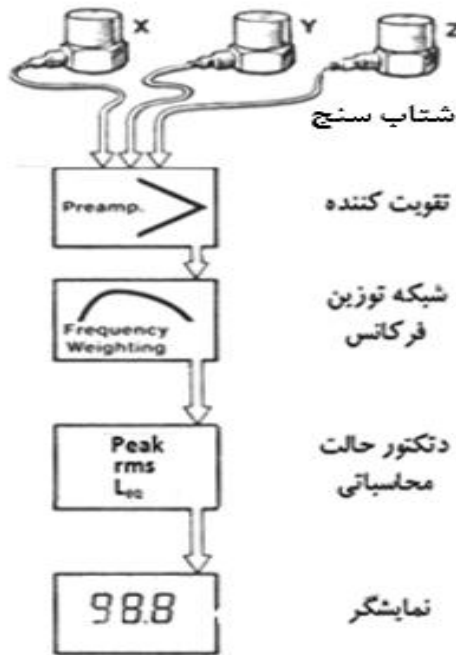 X Y Z
شتاب سنج
Preamp.
تقویت کننده
Frequency
Weighting
شبکه توزین
فرکانس
Peak
rms
Leq
دتکتور حالت
محاسباتی
98.8
نمایشگر